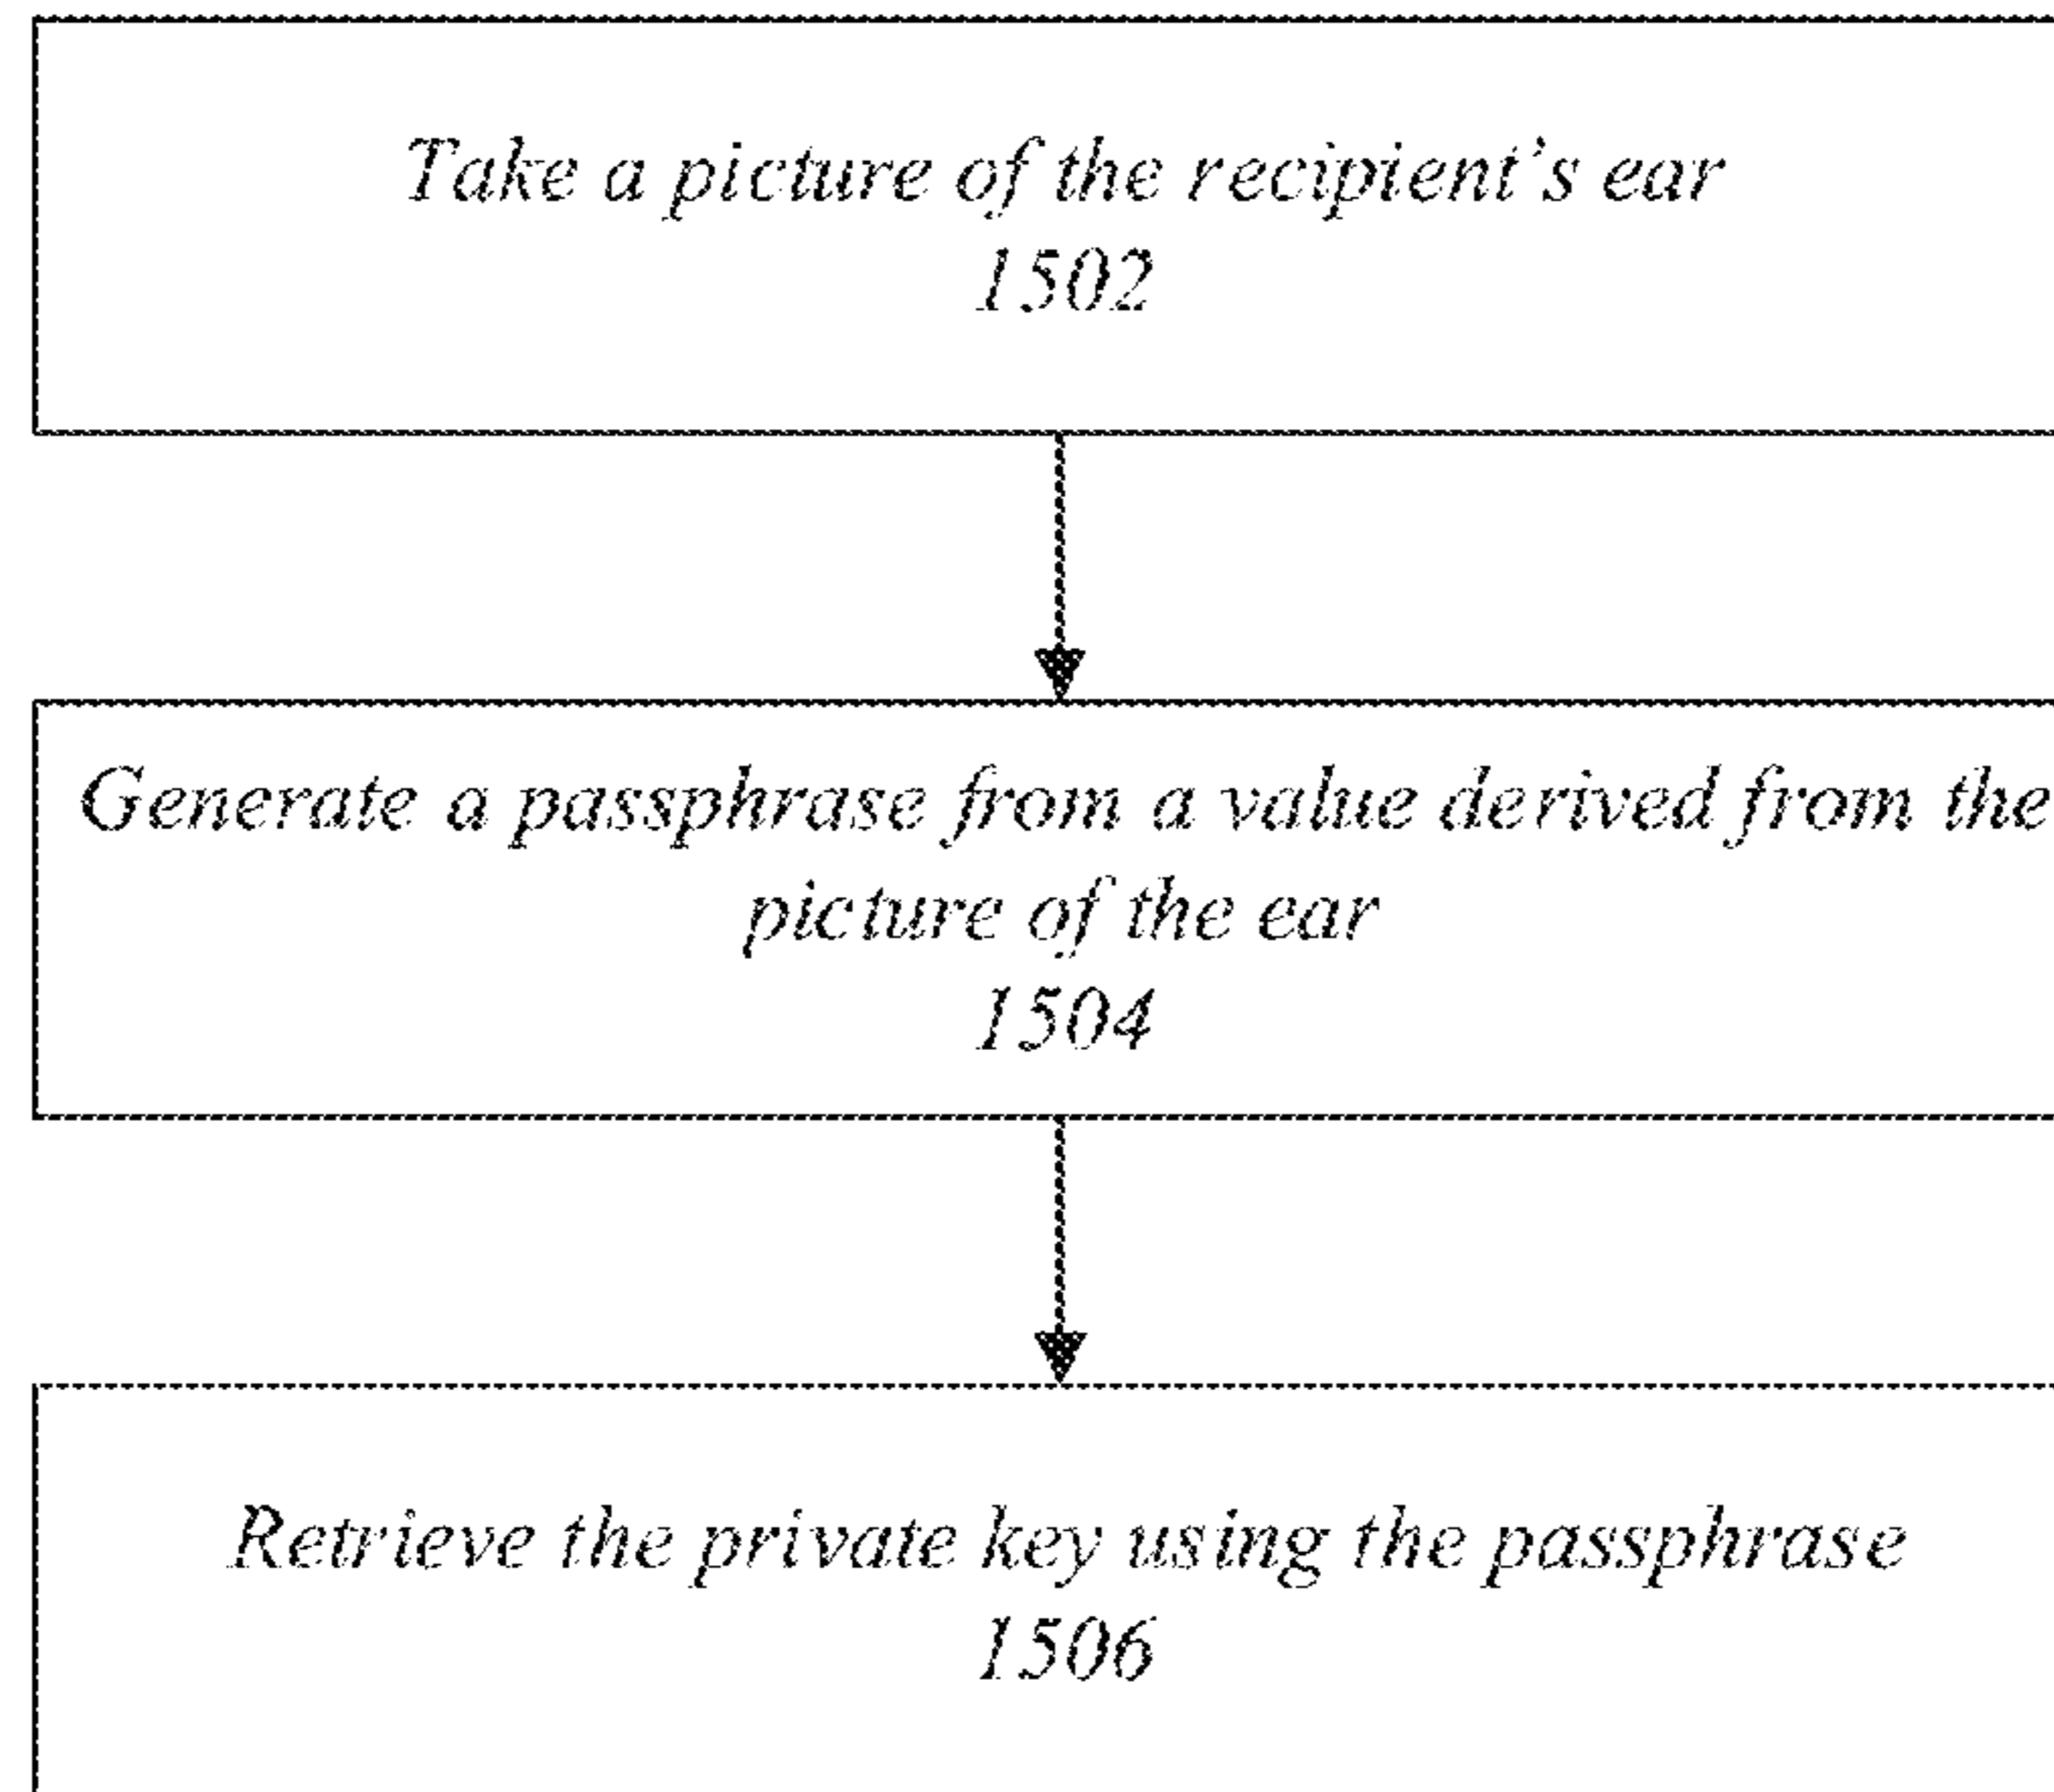 Take a picture of the recipient's ear
1502
Generate a passphrase from a value derived from the
picture of the ear
1504
Retrieve the private key using the passphrase
1506